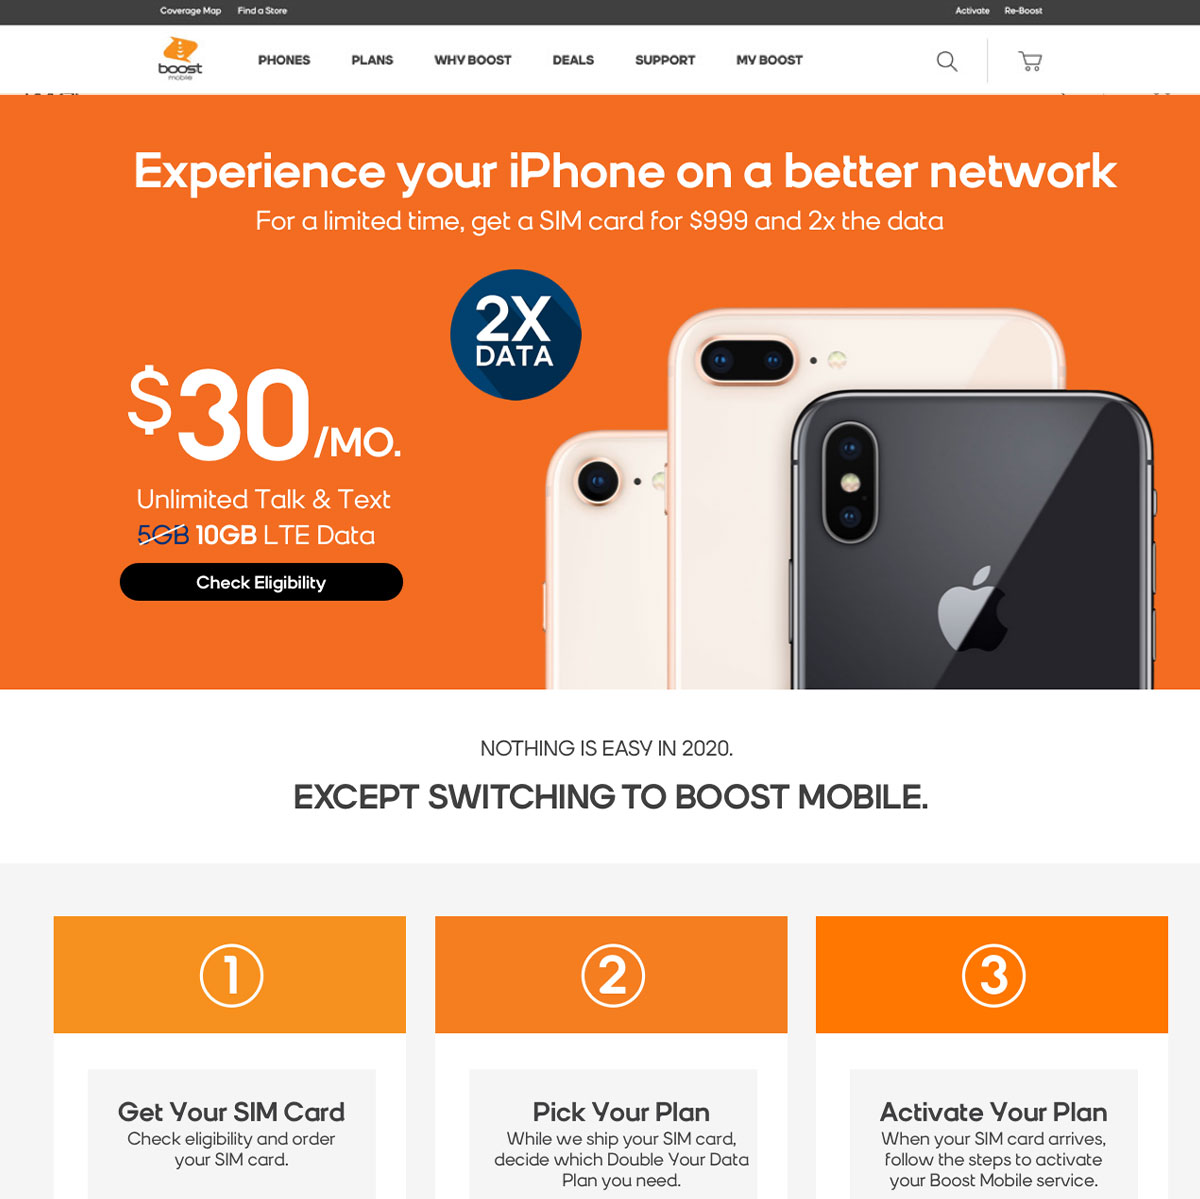 Coverage Map Find a Store Activate Re-Boost
boost
mobile
PHONES PLANS WHY BOOST DEALS SUPPORT MY BOOST
Experience your iPhone on a better network
For a limited time, get a SIM card for $999 and 2x the data
2X
DATA
$30/MO.
Unlimited Talk & Text
5GB 10GB LTE Data
Check Eligibility
NOTHING IS EASY IN 2020.
EXCEPT SWITCHING TO BOOST MOBILE.
1
Get Your SIM Card
Check eligibility and order
your SIM card.
2
Pick Your Plan
While we ship your SIM card,
decide which Double Your Data
Plan you need.
3
Activate Your Plan
When your SIM card arrives,
follow the steps to activate
your Boost Mobile service.